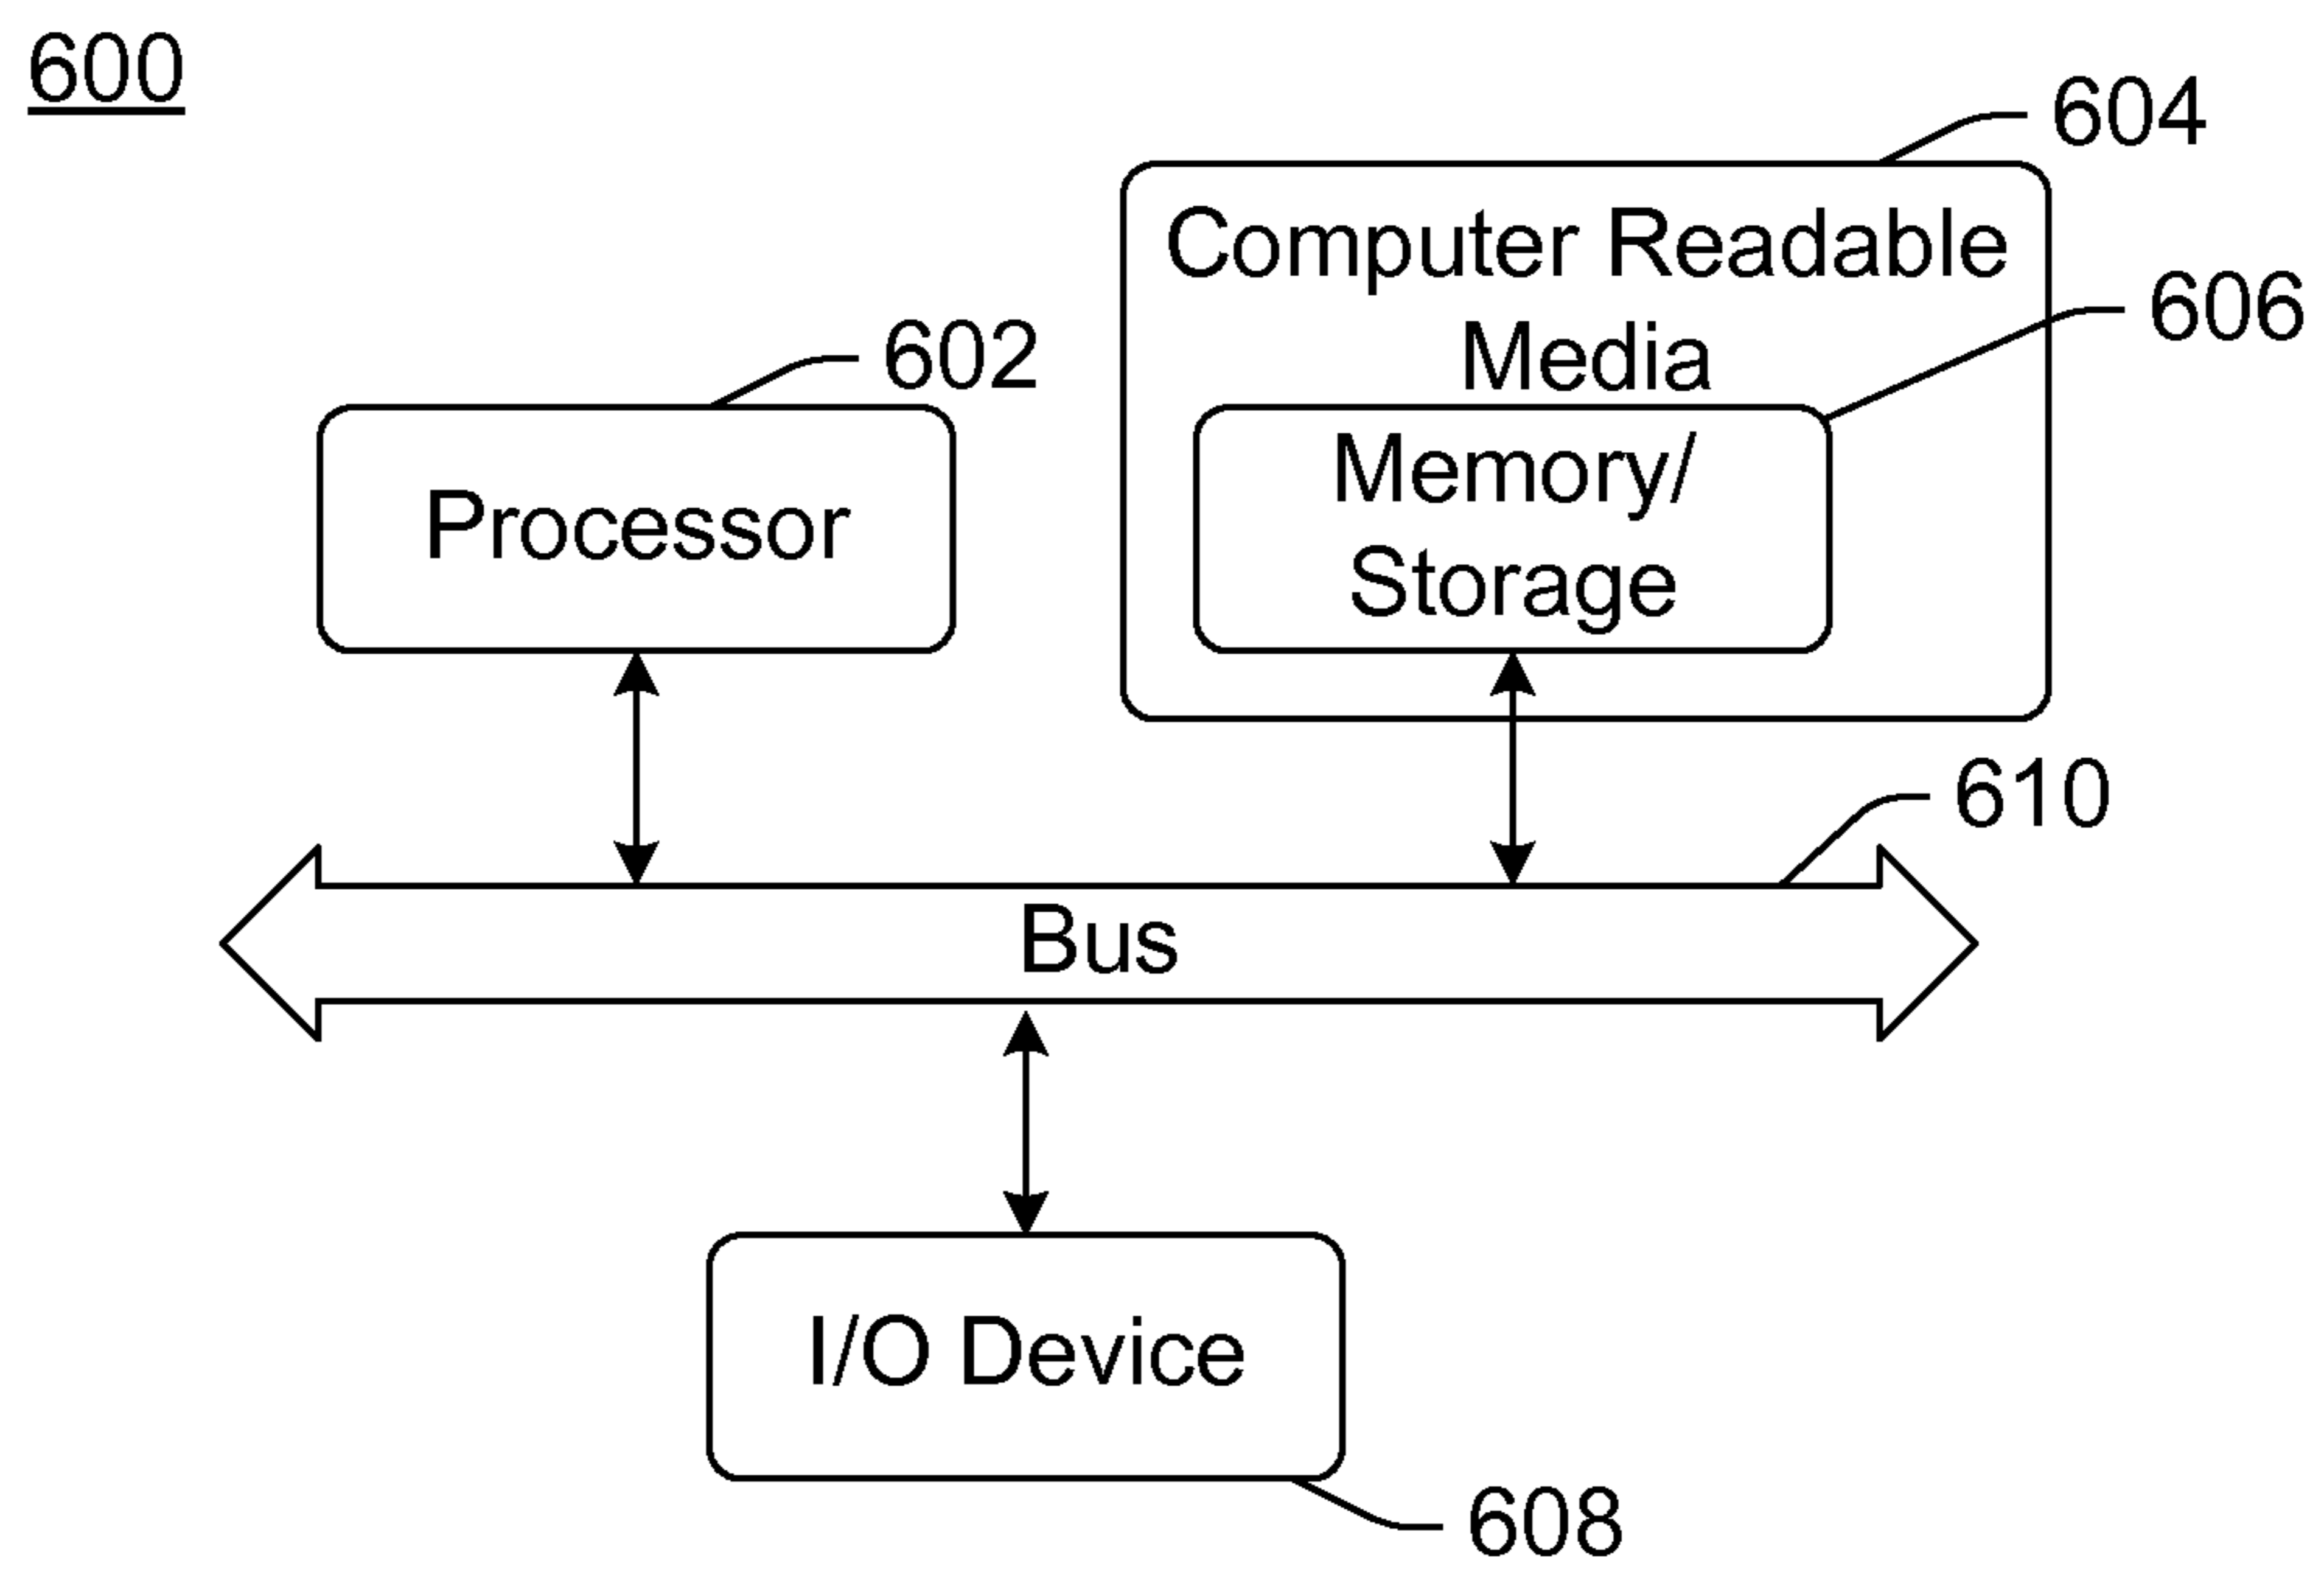 600
604
Computer Readable
Media
606
602
Processor
Memory/
Storage
610
Bus
I/O Device
608